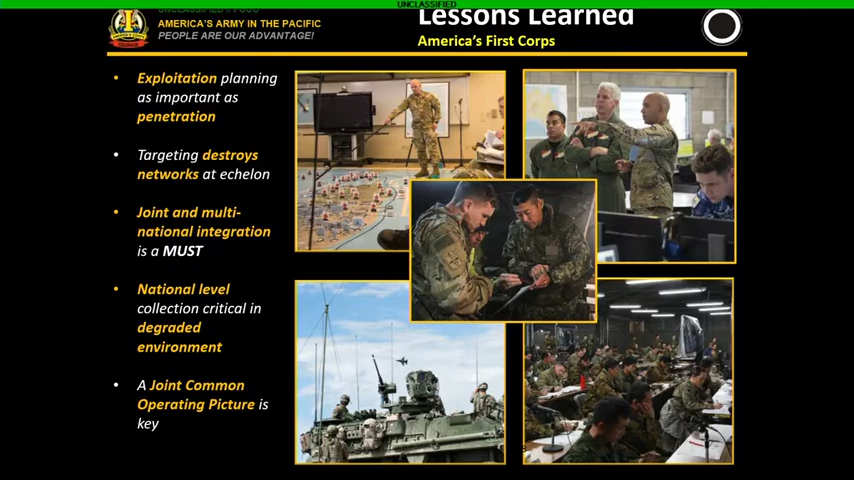 UNCLASSIFIED
UNCLASSIFIED // FOUO
AMERICA'S ARMY IN THE PACIFIC
PEOPLE ARE OUR ADVANTAGE!
Lessons Learned
America's First Corps
• Exploitation planning
as important as
penetration
• Targeting destroys
networks at echelon
• Joint and multi-
national integration
is a MUST
• National level
collection critical in
degraded
environment
• A Joint Common
Operating Picture is
key